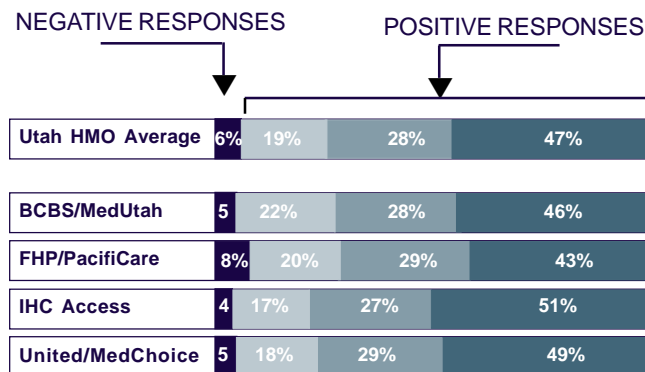 NEGATIVE RESPONSES POSITIVE RESPONSES
Utah HMO Average 6% 19% 28% 47%
BCBS/MedUtah 5 22% 28% 46%
FHP/PacifiCare 8% 20% 29% 43%
IHC Access 4 17% 27% 51%
United/MedChoice 5 18% 29% 49%